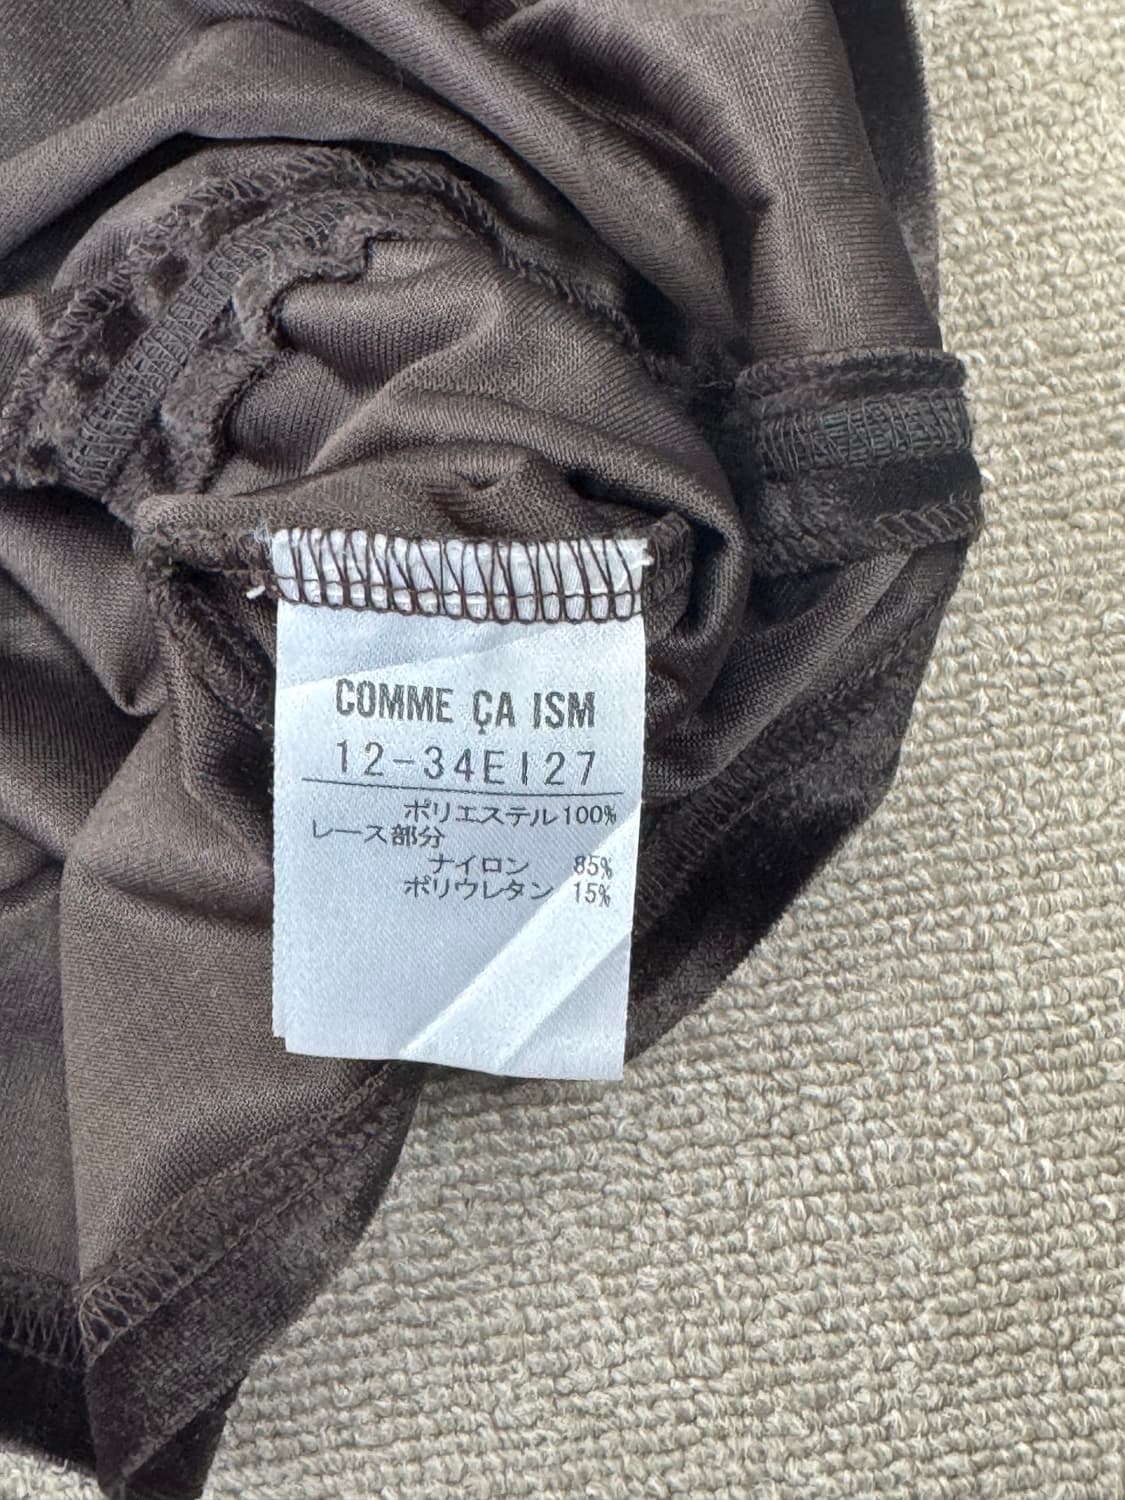 COMME ÇA ISM
12-34EI27
ポリエステル100%
レース部分
ナイロン 85%
ポリウレタン 15%